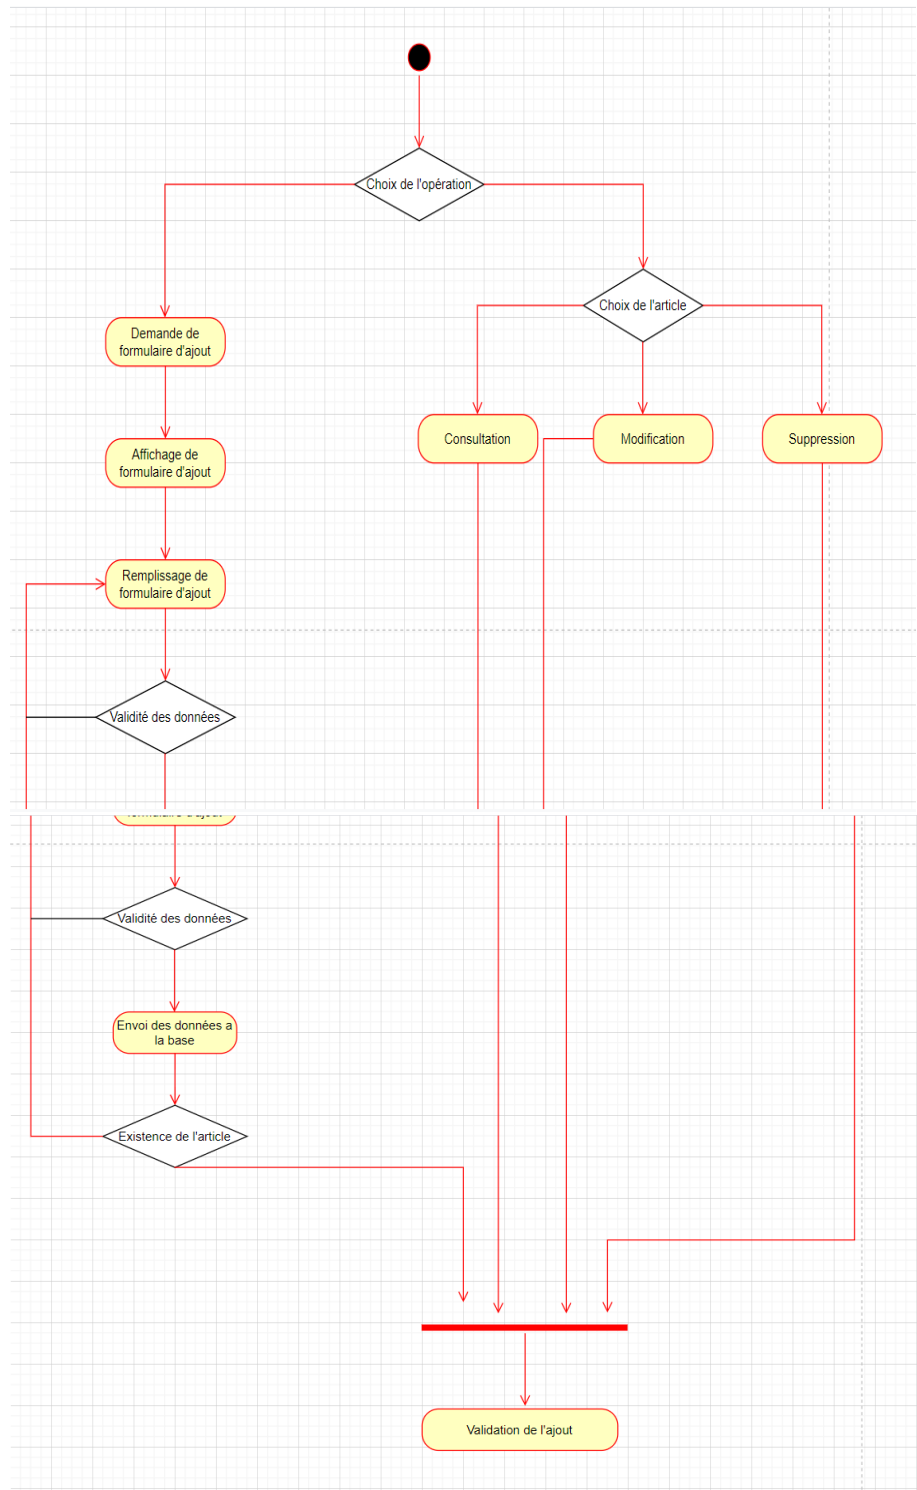 Choix de l'opération
Choix de l'article
Demande de
formulaire d'ajout
Consultation
Modification
Suppression
Affichage de
formulaire d'ajout
Remplissage de
formulaire d'ajout
Validité des données
formulaire d'ajout
Validité des données
Envoi des données a
la base
Existence de l'article
Validation de l'ajout